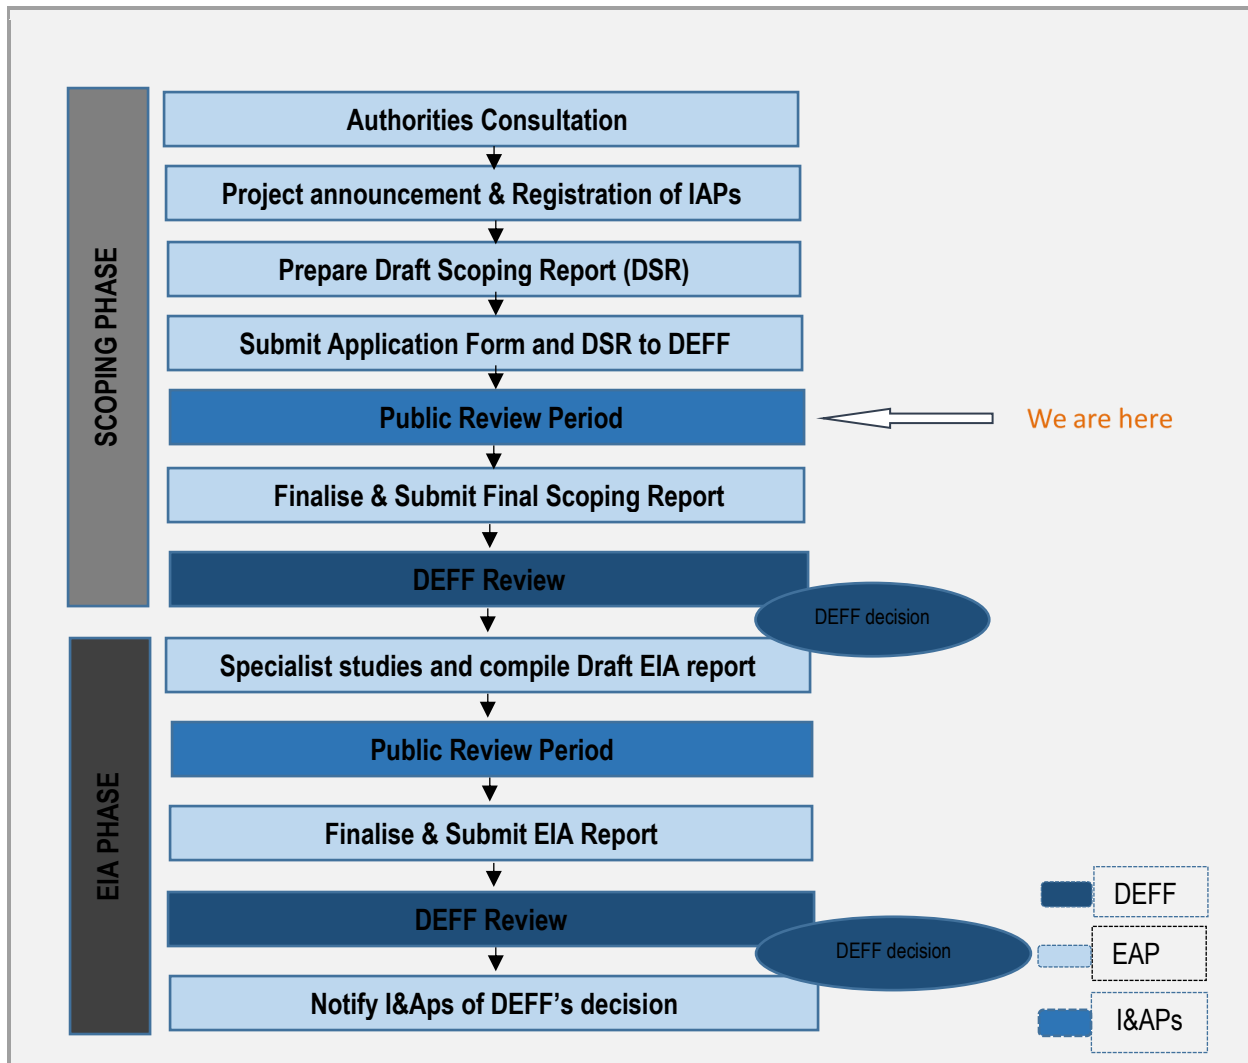 SCOPING PHASE
Authorities Consultation
Project announcement & Registration of IAPs
Prepare Draft Scoping Report (DSR)
Submit Application Form and DSR to DEFF
Public Review Period
We are here
Finalise & Submit Final Scoping Report
DEFF Review
DEFF decision
EIA PHASE
Specialist studies and compile Draft EIA report
Public Review Period
Finalise & Submit EIA Report
DEFF Review
DEFF decision
Notify I&Aps of DEFF’s decision
DEFF
EAP
I&APs